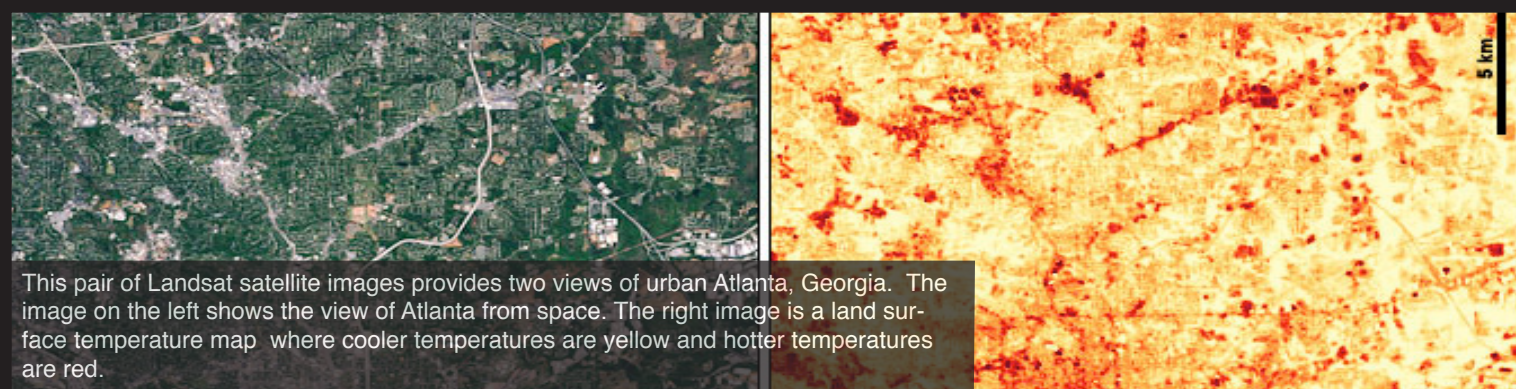 5 km
This pair of Landsat satellite images provides two views of urban Atlanta, Georgia.  The
image on the left shows the view of Atlanta from space. The right image is a land sur-
face temperature map  where cooler temperatures are yellow and hotter temperatures
are red.